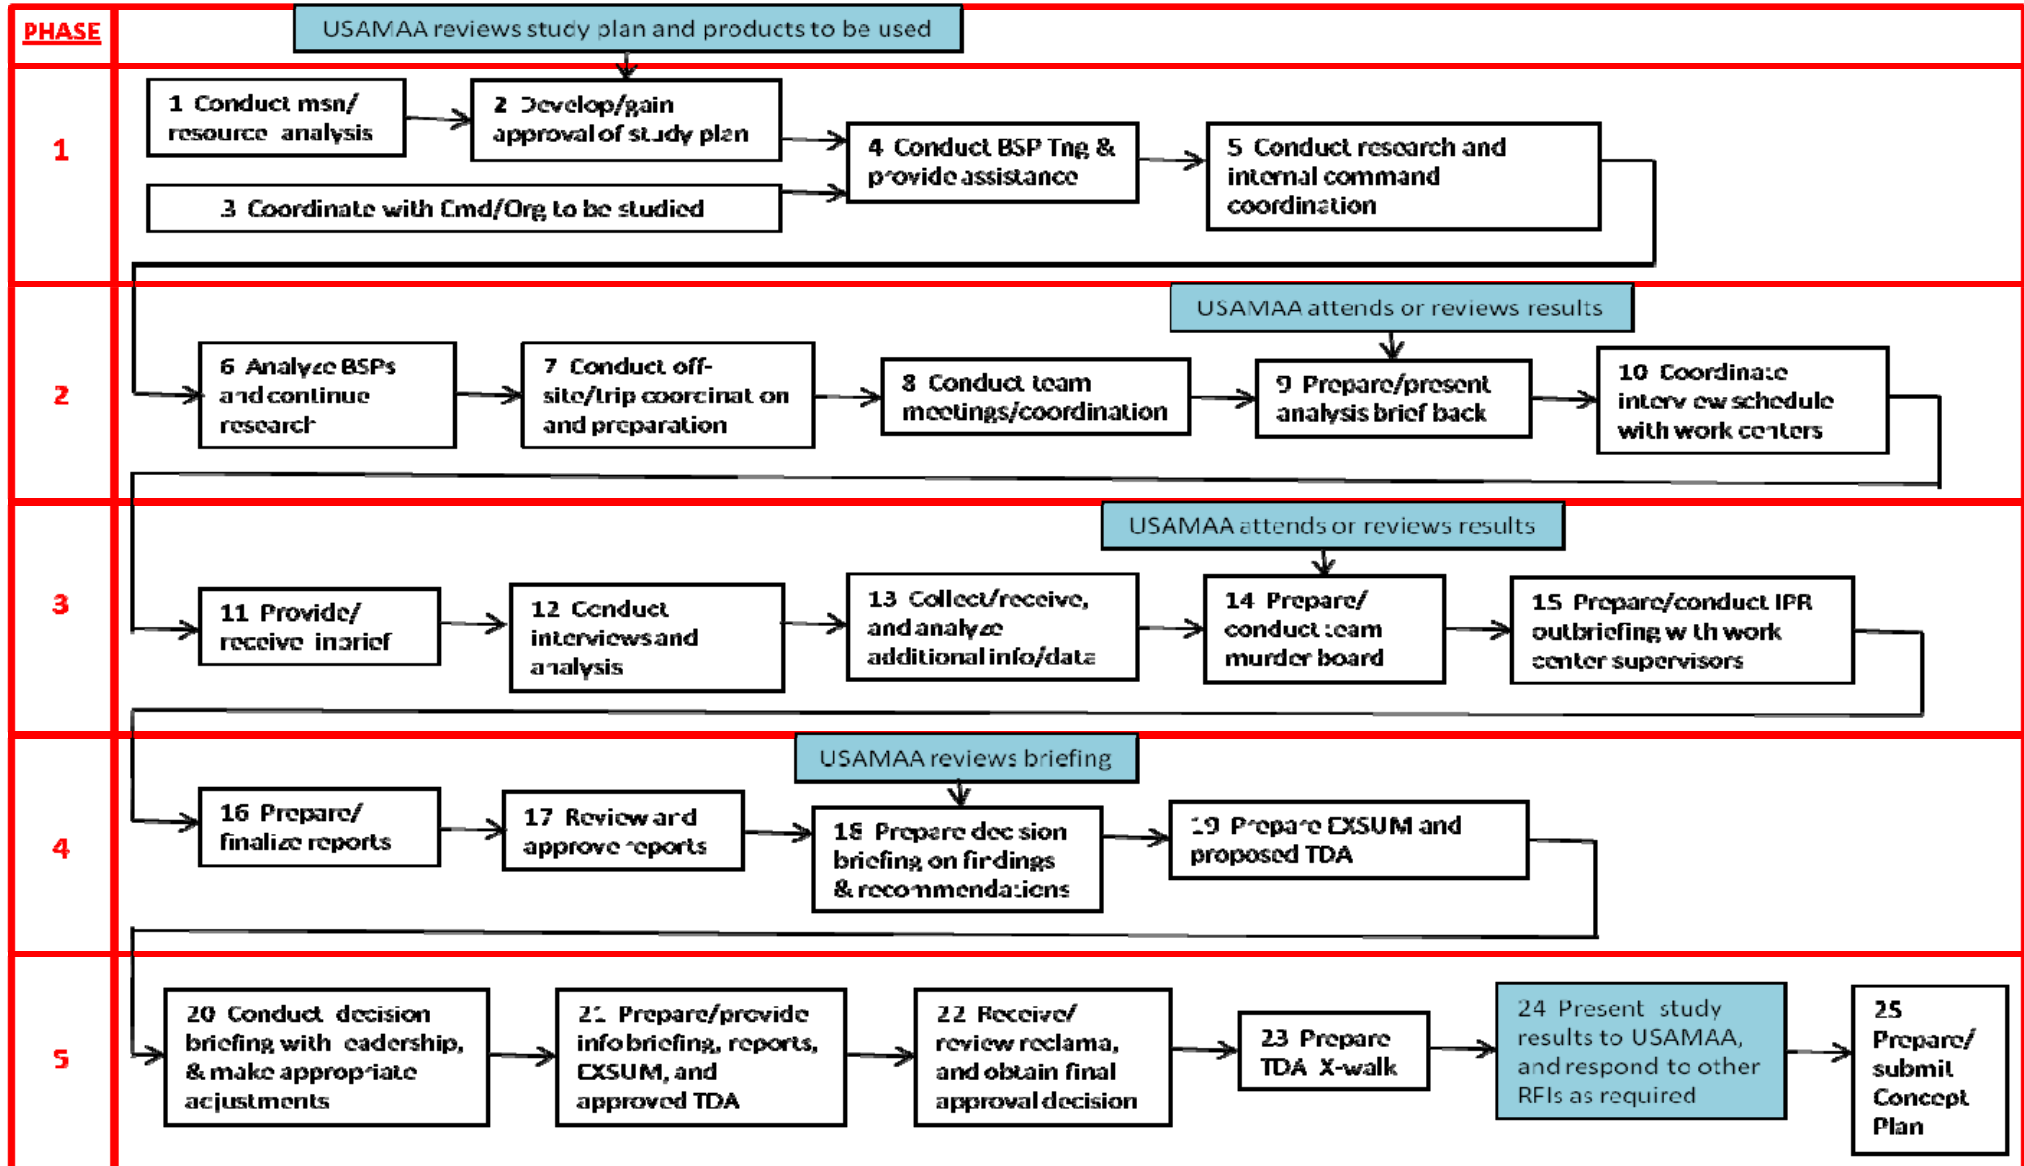 PHASE
USAMAA reviews study plan and products to be used
1
1 Conduct msn/
resource analysis
2 Develop/gain
approval of study plan
3 Coordinate with Cmd/Org to be studied
4 Conduct BSP Tng &
provide assistance
5 Conduct research and
internal command
coordination
2
USAMAA attends or reviews results
6 Analyze BSPs
and continue
research
7 Conduct off-
site/trip coordination
and preparation
8 Conduct team
meetings/coordination
9 Prepare/present
analysis brief back
10 Coordinate
interview schedule
with work centers
3
USAMAA attends or reviews results
11 Provide/
receive inbrief
12 Conduct
interviews and
analysis
13 Collect/receive,
and analyze
additional info/data
14 Prepare/
conduct team
murder board
15 Prepare/conduct IPR
outbriefing with work
center supervisors
4
USAMAA reviews briefing
16 Prepare/
finalize reports
17 Review and
approve reports
18 Prepare decision
briefing on findings
& recommendations
19 Prepare EXSUM and
proposed TDA
5
20 Conduct decision
briefing with leadership,
& make appropriate
adjustments
21 Prepare/provide
info briefing, reports,
EXSUM, and
approved TDA
22 Receive/
review reclama,
and obtain final
approval decision
23 Prepare
TDA X-walk
24 Present study
results to USAMAA,
and respond to other
RFIs as required
25
Prepare/
submit
Concept
Plan